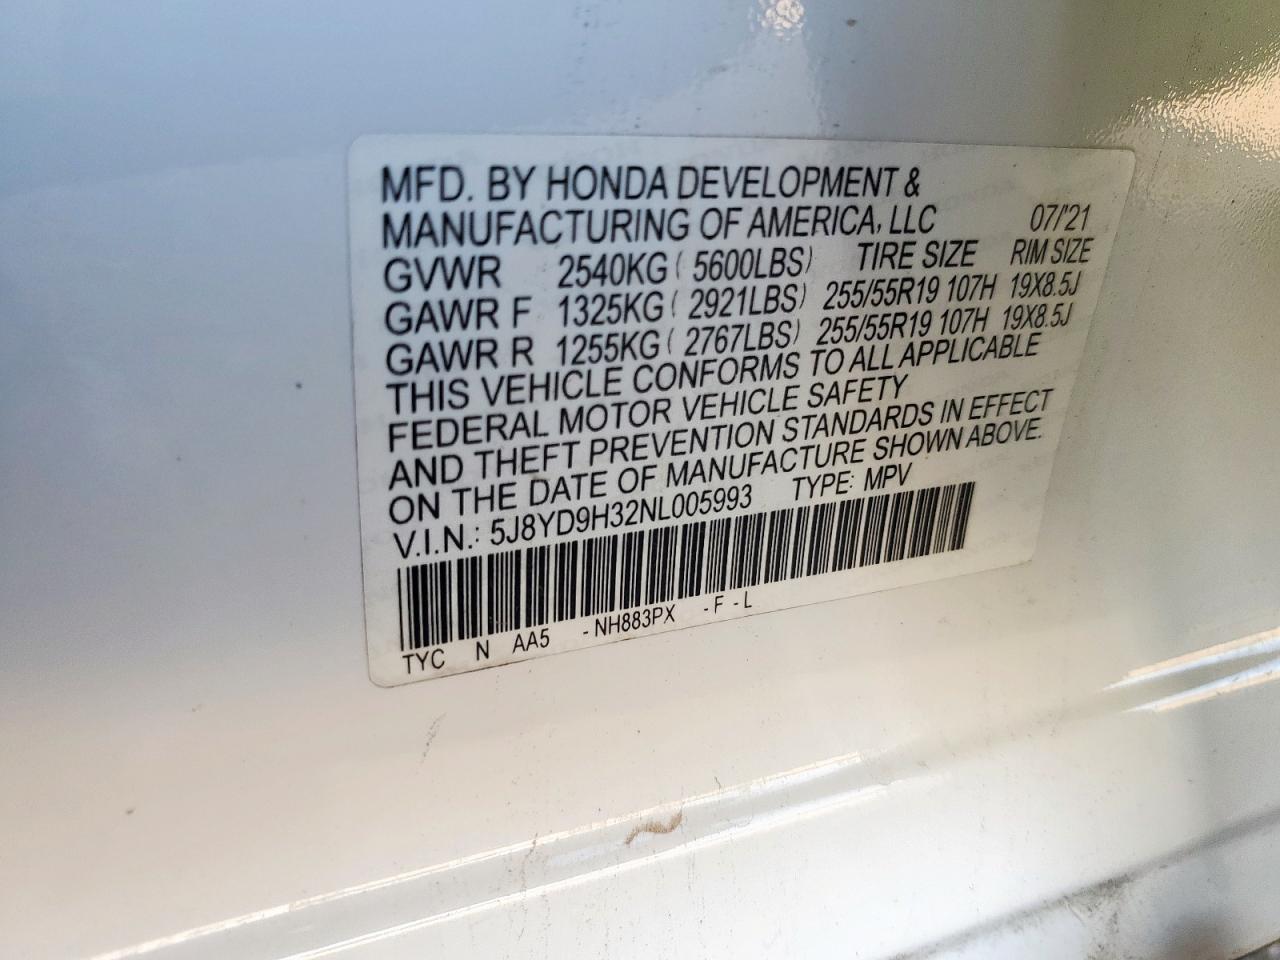 MFD. BY HONDA DEVELOPMENT &
MANUFACTURING OF AMERICA, LLC 07/'21
GVWR 2540KG ( 5600LBS) TIRE SIZE RIM SIZE
GAWR F 1325KG ( 2921LBS) 255/55R19 107H 19X8.5J
GAWR R 1255KG ( 2767LBS) 255/55R19 107H 19X8.5J
THIS VEHICLE CONFORMS TO ALL APPLICABLE
FEDERAL MOTOR VEHICLE SAFETY
AND THEFT PREVENTION STANDARDS IN EFFECT
ON THE DATE OF MANUFACTURE SHOWN ABOVE.
V.I.N.: 5J8YD9H32NL005993 TYPE: MPV
TYC N AA5 - NH883PX - F - L